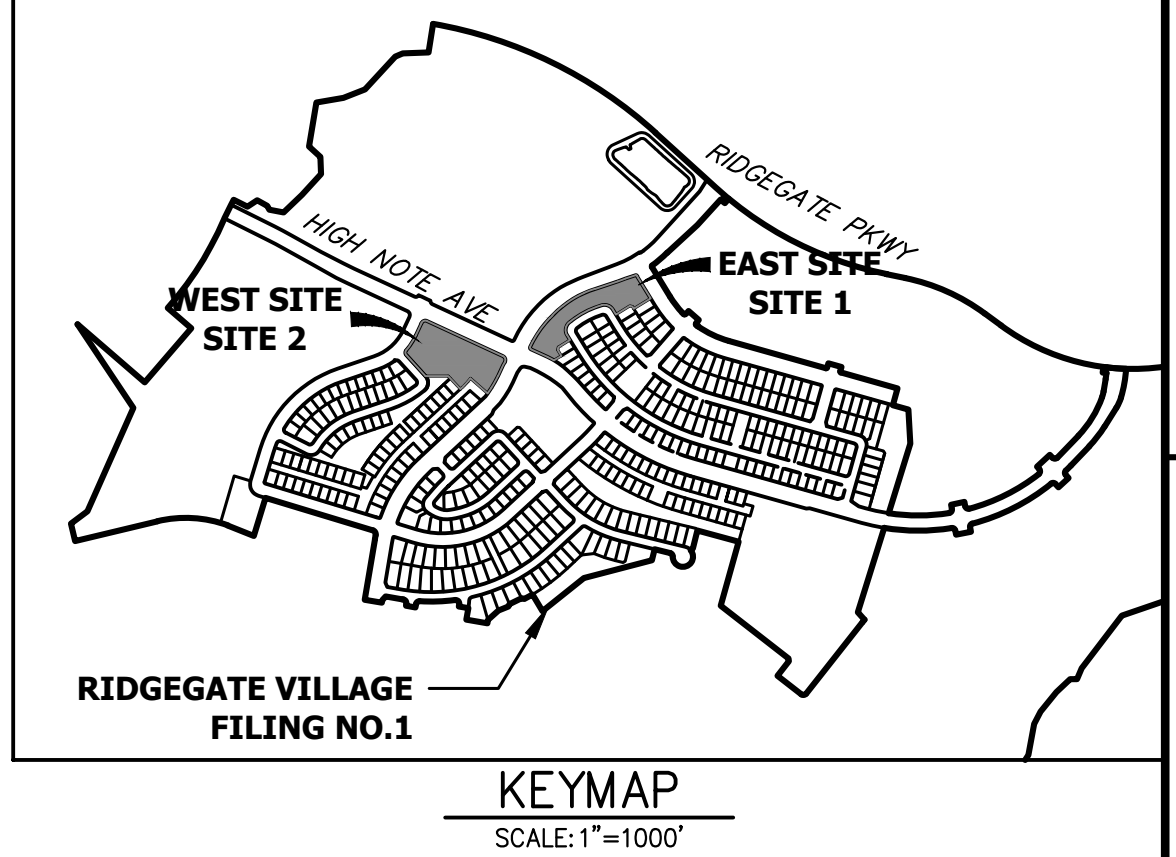 RIDGEGATE PKWY
HIGH NOTE AVE
EAST SITE
SITE 1
WEST SITE
SITE 2
RIDGEGATE VILLAGE
FILING NO.1
KEYMAP
SCALE: 1"=1000'